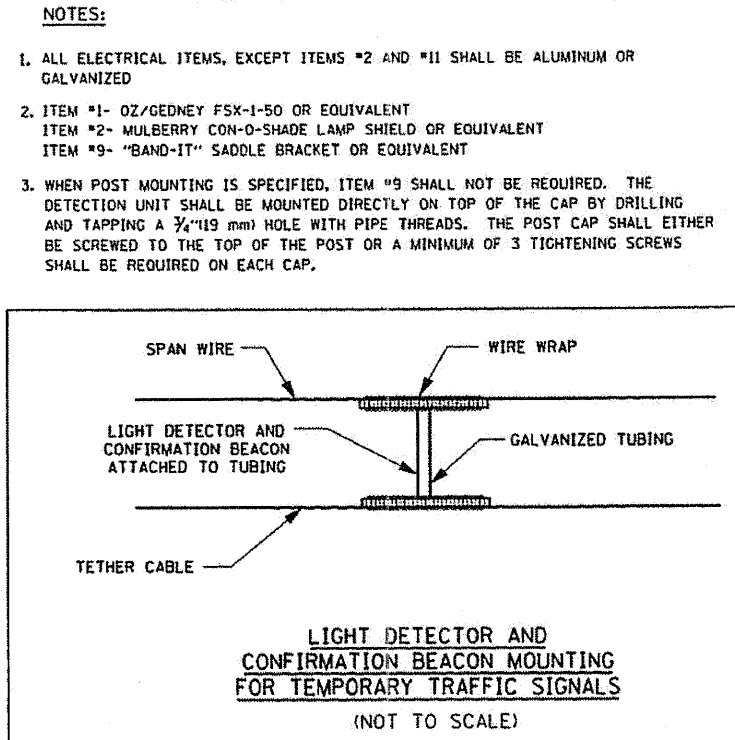 NOTES:
1. ALL ELECTRICAL ITEMS, EXCEPT ITEMS #2 AND #11 SHALL BE ALUMINUM OR
GALVANIZED
2. ITEM #1- OZ/GEDNEY FSX-1-50 OR EQUIVALENT
ITEM #2- MULBERRY CON-O-SHADE LAMP SHIELD OR EQUIVALENT
ITEM #9- "BAND-IT" SADDLE BRACKET OR EQUIVALENT
3. WHEN POST MOUNTING IS SPECIFIED, ITEM #9 SHALL NOT BE REQUIRED. THE
DETECTION UNIT SHALL BE MOUNTED DIRECTLY ON TOP OF THE CAP BY DRILLING
AND TAPPING A 3/4"(19 mm) HOLE WITH PIPE THREADS. THE POST CAP SHALL EITHER
BE SCREWED TO THE TOP OF THE POST OR A MINIMUM OF 3 TIGHTENING SCREWS
SHALL BE REQUIRED ON EACH CAP.
SPAN WIRE
WIRE WRAP
LIGHT DETECTOR AND
CONFIRMATION BEACON
ATTACHED TO TUBING
GALVANIZED TUBING
TETHER CABLE
LIGHT DETECTOR AND
CONFIRMATION BEACON MOUNTING
FOR TEMPORARY TRAFFIC SIGNALS
(NOT TO SCALE)